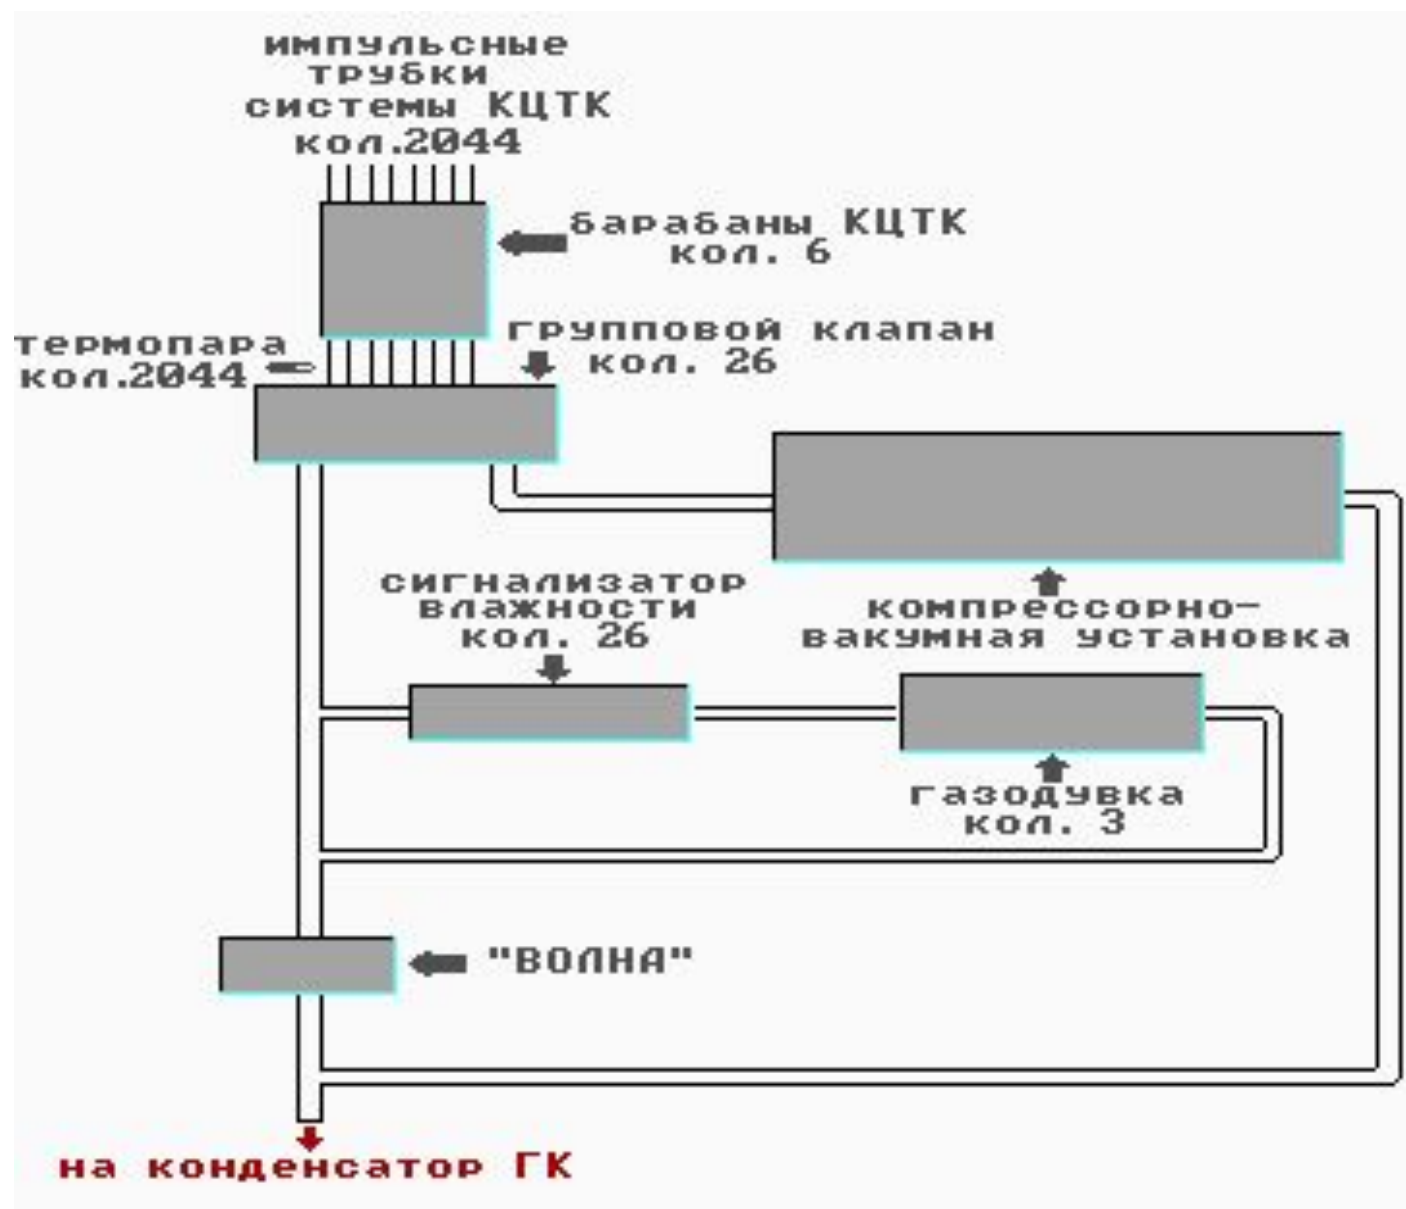 импульсные
трубки
системы КЦТК
кол.2044
барабаны КЦТК
кол. 6
групповой клапан
кол. 26
термопара
кол.2044
сигнализатор
влажности
кол. 26
компрессорно-
вакумная установка
газодувка
кол. 3
"ВОЛНА"
на конденсатор ГК